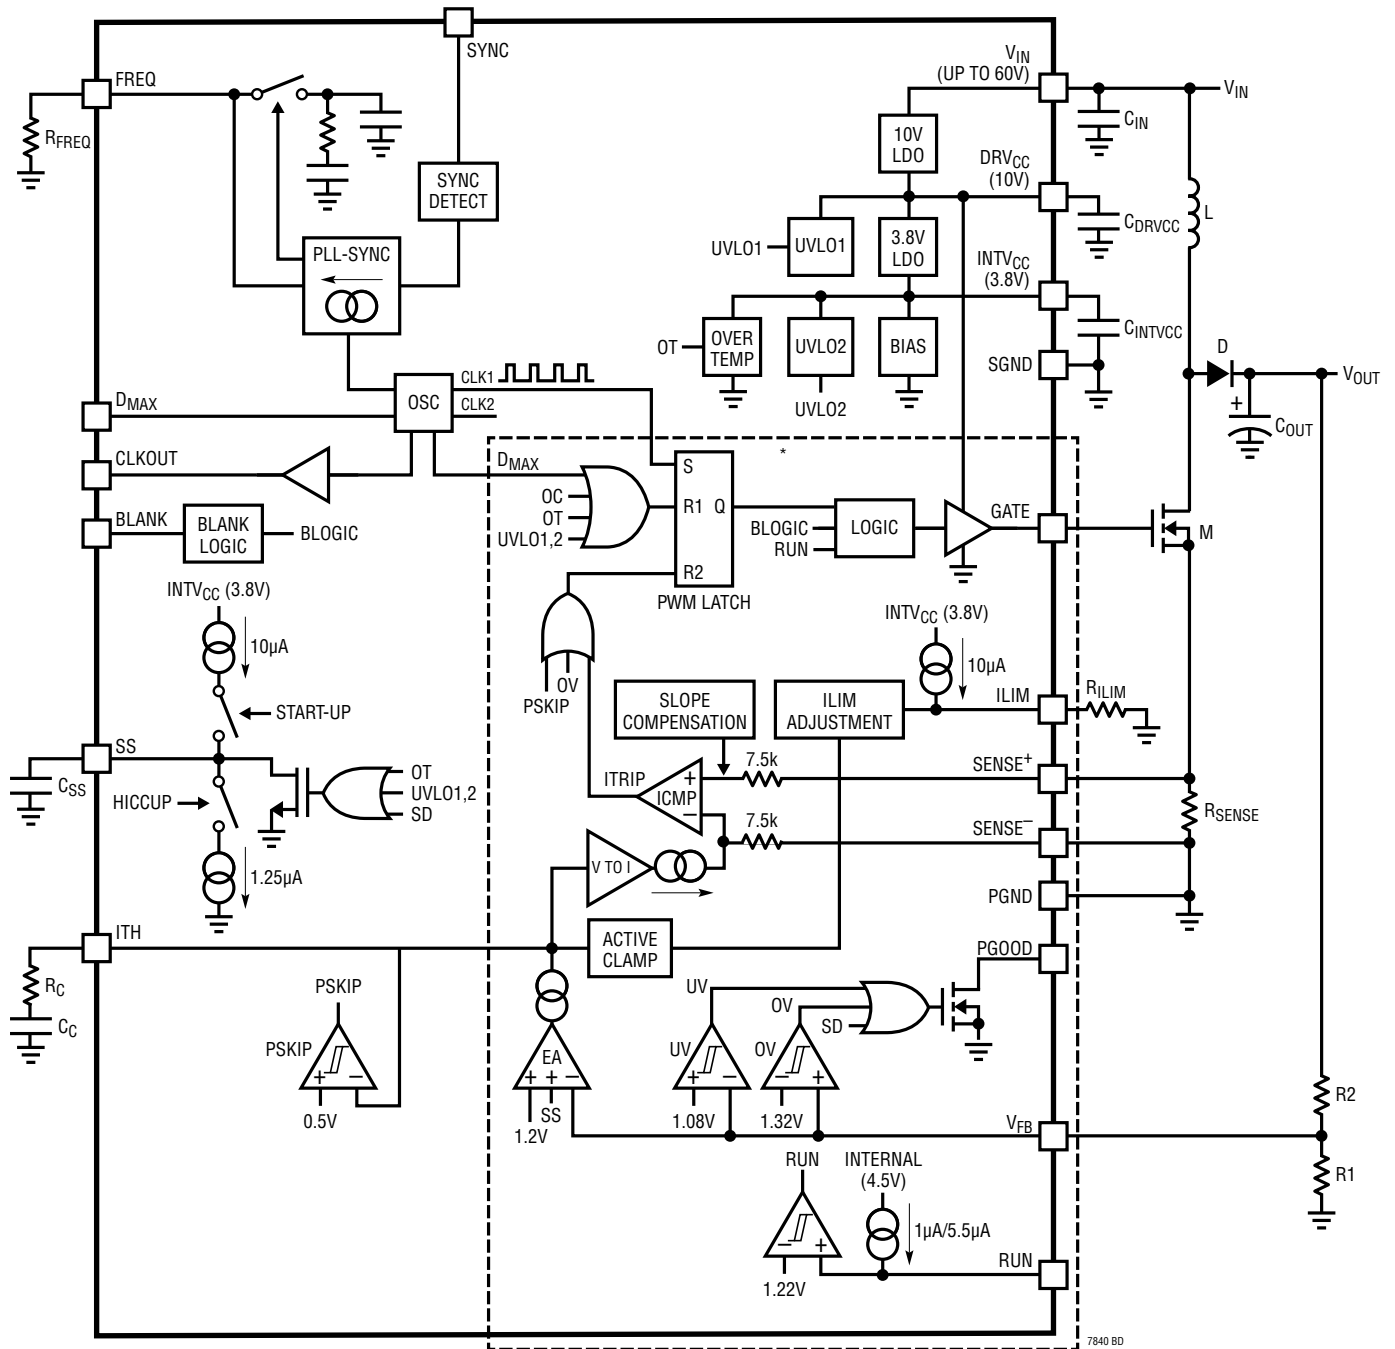 SYNC
FREQ
RFREQ
SYNC
DETECT
PLL-SYNC
VIN
(UP TO 60V)
VIN
CIN
10V
LDO
DRVCC
(10V)
CDRVCC
L
UVLO1
UVLO1
3.8V
LDO
INTVCC
(3.8V)
CINTVCC
OT
OVER
TEMP
UVLO2
BIAS
UVLO2
SGND
D
VOUT
+
COUT
DMAX
OSC
CLK1
CLK2
CLKOUT
BLANK
BLANK
LOGIC
BLOGIC
*
DMAX
OC
OT
UVLO1,2
S
R1
Q
R2
PWM LATCH
BLOGIC
RUN
LOGIC
GATE
M
INTVCC (3.8V)
10µA
START-UP
SS
CSS
HICCUP
OT
UVLO1,2
SD
1.25µA
PSKIP
OV
INTVCC (3.8V)
10µA
ILIM
RILIM
SLOPE
COMPENSATION
ILIM
ADJUSTMENT
ITRIP
+
ICMP
–
7.5k
7.5k
SENSE+
SENSE–
RSENSE
V TO I
PGND
ITH
RC
CC
ACTIVE
CLAMP
PGOOD
PSKIP
PSKIP
+ –
0.5V
EA
+ + –
SS
1.2V
UV
UV
+ –
1.08V
OV
OV
– +
1.32V
SD
VFB
R2
R1
RUN
– +
1.22V
INTERNAL
(4.5V)
1µA/5.5µA
RUN
7840 BD